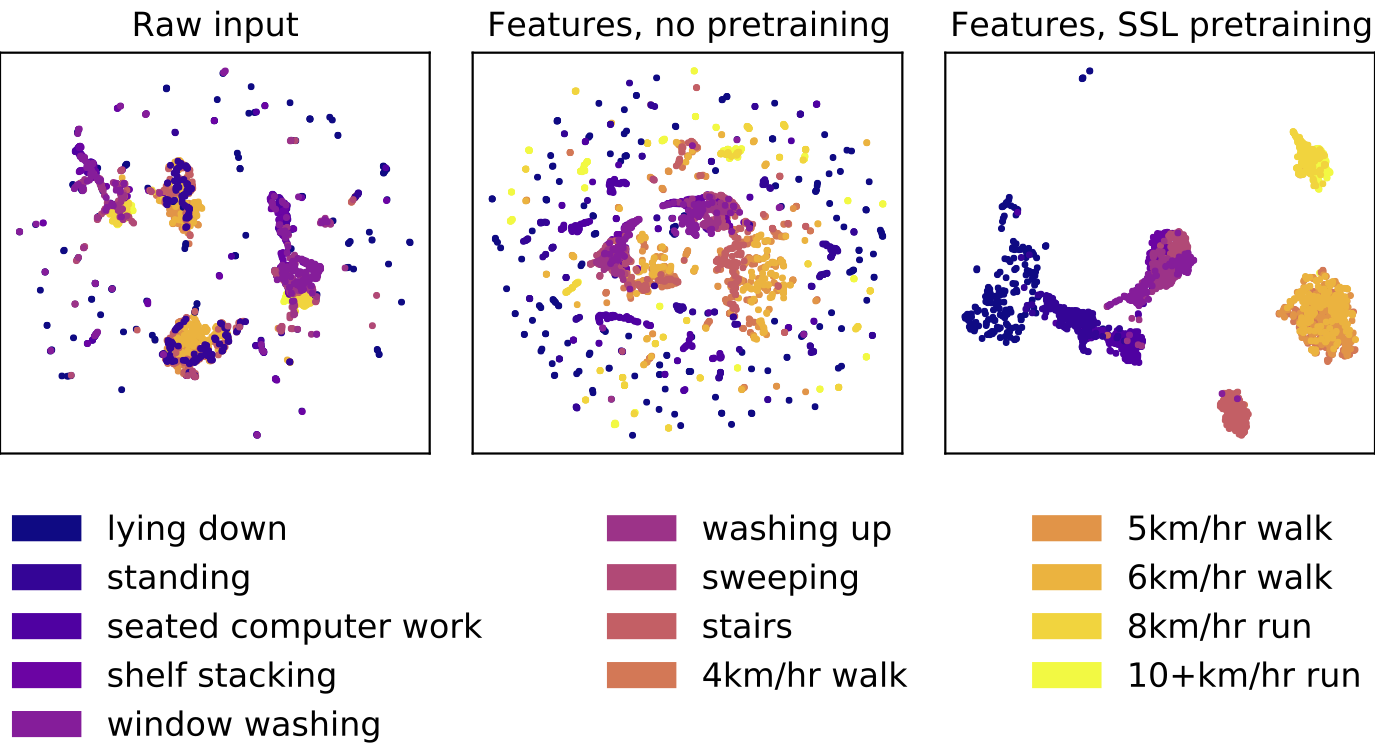 Raw input
Features, no pretraining
Features, SSL pretraining
lying down
standing
seated computer work
shelf stacking
window washing
washing up
sweeping
stairs
4km/hr walk
5km/hr walk
6km/hr walk
8km/hr run
10+km/hr run